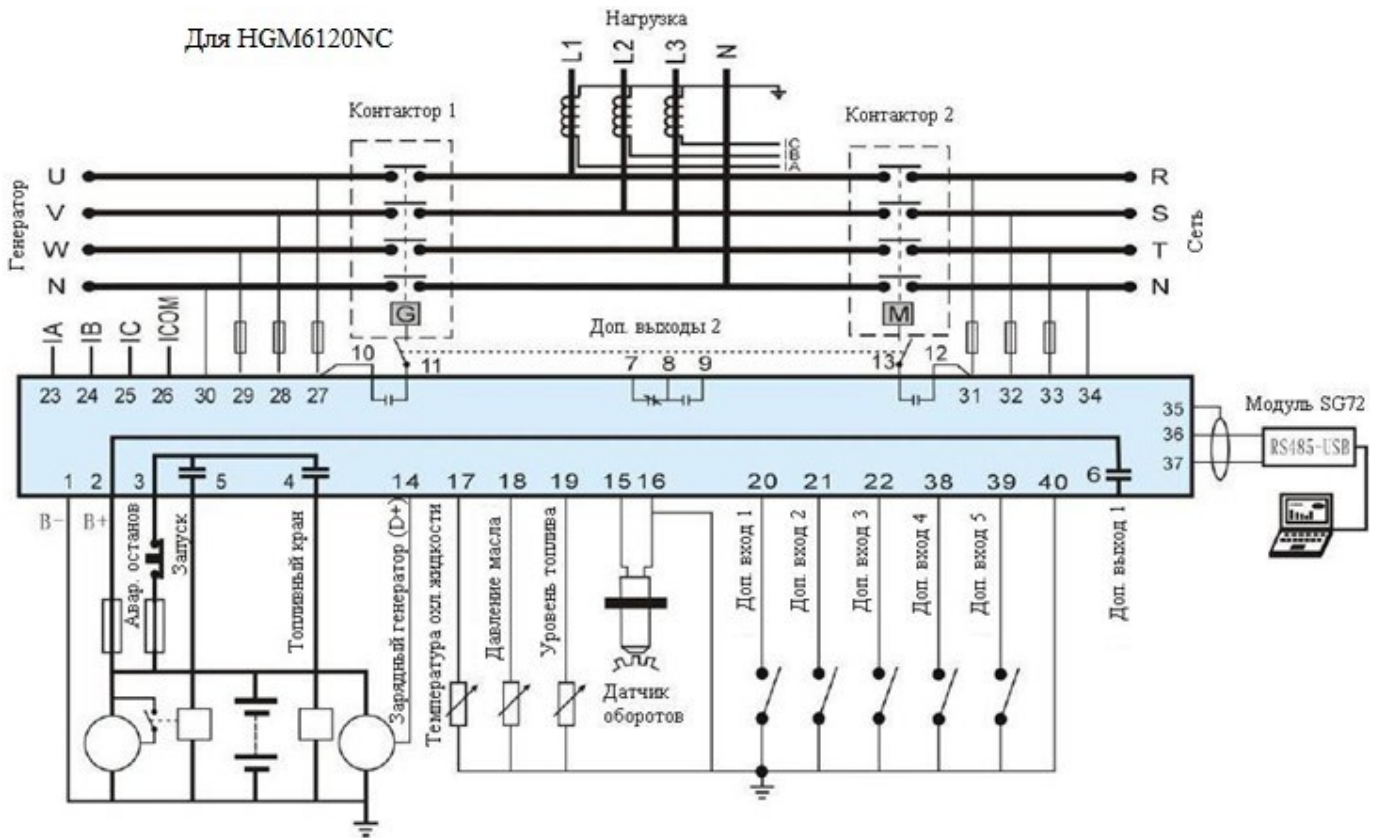 Для HGM6120NC
Нагрузка
L1 L2 L3 N
Контактор 1
Контактор 2
IC
IB
IA
Генератор
U
V
W
N
R
S
T
N
Сеть
G
M
IA IB IC ICOM
Доп. выходы 2
10 11 7 8 9 13 12
23 24 25 26 30 29 28 27 31 32 33 34
35
36
37
Модуль SG72
RS485-USB
1 2 3 5 4 14 17 18 19 15 16 20 21 22 38 39 40 6
B-
B+
Авар. останов
Запуск
Топливный кран
Зарядный генератор (D+)
Температура охл. жидкости
Давление масла
Уровень топлива
Датчик
оборотов
Доп. вход 1
Доп. вход 2
Доп. вход 3
Доп. вход 4
Доп. вход 5
Доп. выход 1